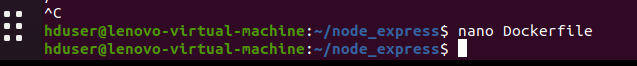 ^C
hduser@lenovo-virtual-machine:~/node_express$ nano Dockerfile
hduser@lenovo-virtual-machine:~/node_express$